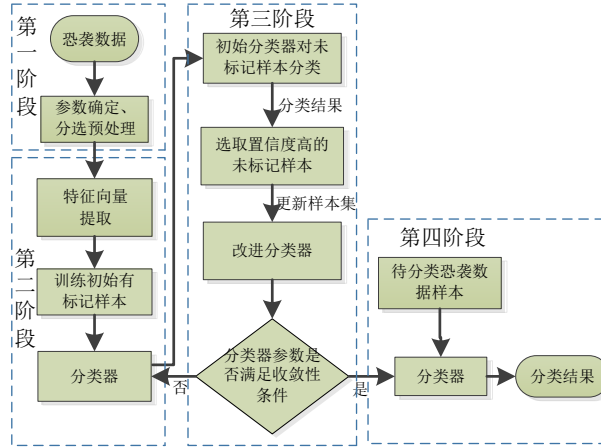 第一阶段
恐袭数据
参数确定、
分选预处理
第二阶段
特征向量
提取
训练初始有
标记样本
分类器
第三阶段
初始分类器对未
标记样本分类
分类结果
选取置信度高的
未标记样本
更新样本集
改进分类器
分类器参数是
否满足收敛性
条件
否
是
第四阶段
待分类恐袭数
据样本
分类器
分类结果